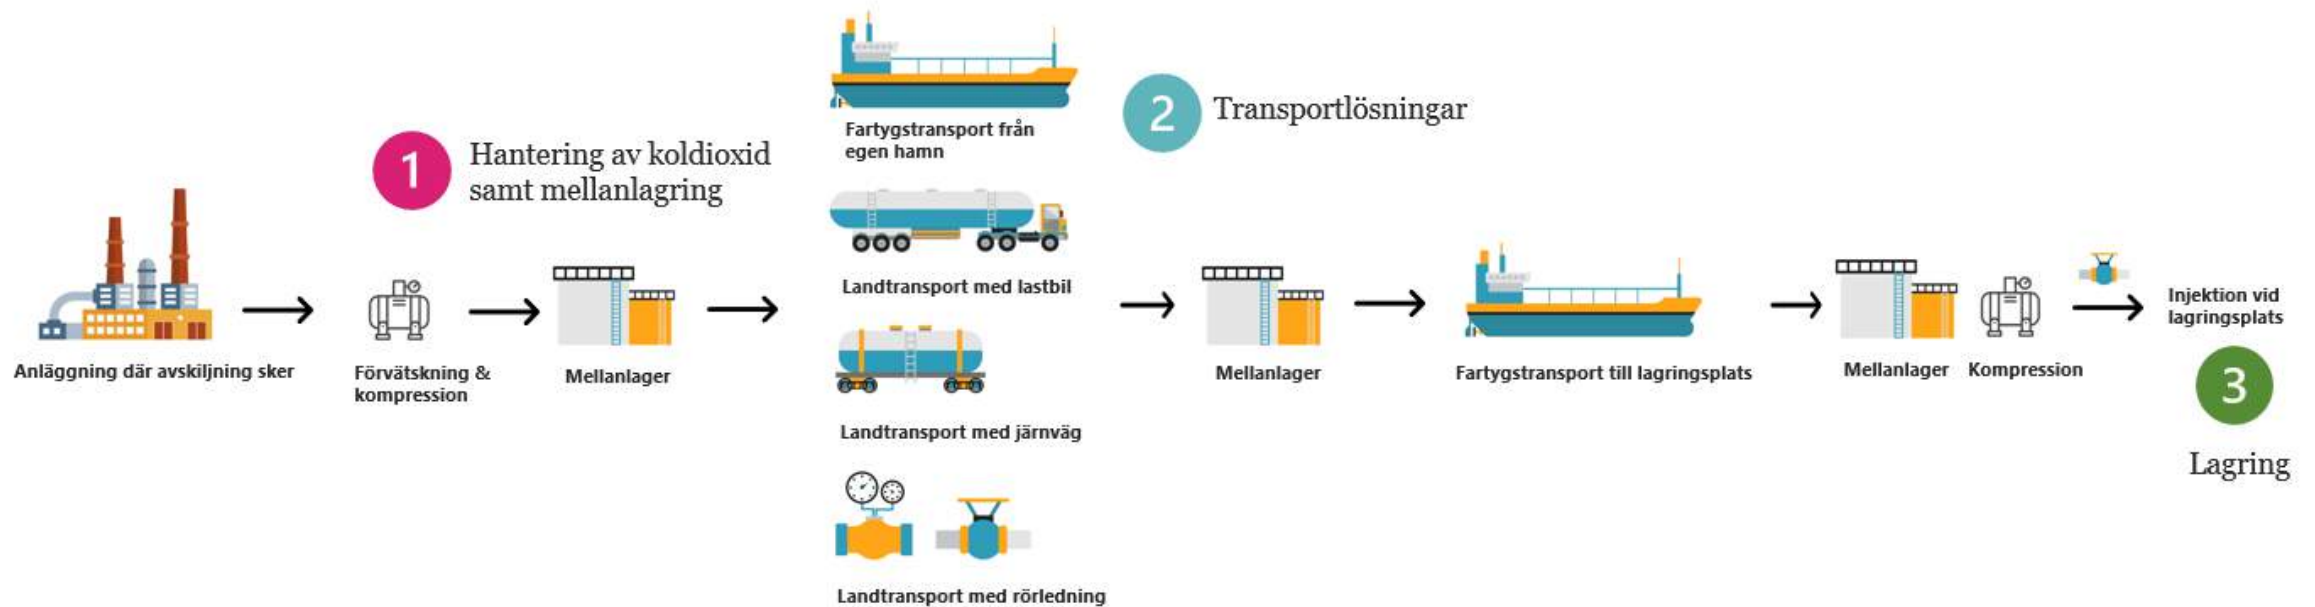 Fartygstransport från
egen hamn
2
Transportlösningar
1
Hantering av koldioxid
samt mellanlagring
Landtransport med lastbil
Anläggning där avskiljning sker
Förvätskning &
kompression
Mellanlager
Landtransport med järnväg
Landtransport med rörledning
Mellanlager
Fartygstransport till lagringsplats
Mellanlager
Kompression
Injektion vid
lagringsplats
3
Lagring